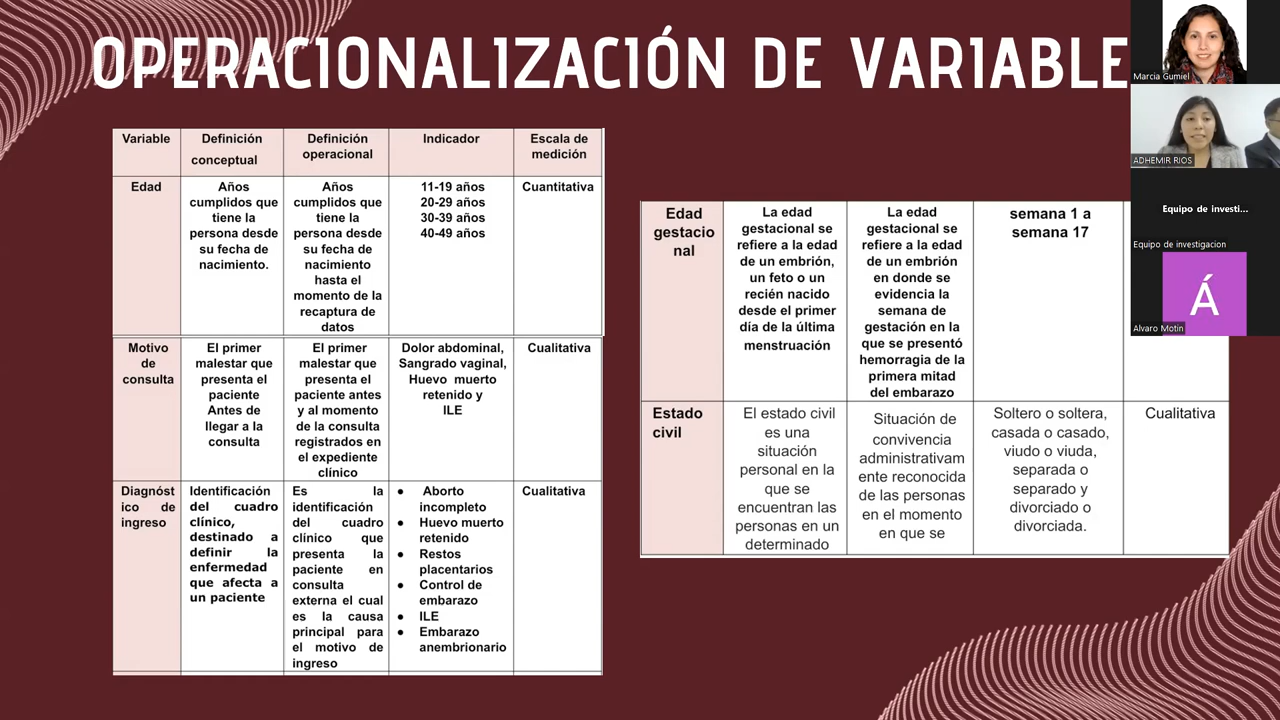 OPERACIONALIZACIÓN DE VARIABLE
Variable
Definición
conceptual
Definición
operacional
Indicador
Escala de
medición
Edad
Años
cumplidos que
tiene la
persona desde
su fecha de
nacimiento.
Años
cumplidos que
tiene la
persona desde
su fecha de
nacimiento
hasta el
momento de la
recaptura de
datos
11-19 años
20-29 años
30-39 años
40-49 años
Cuantitativa
Motivo
de
consulta
El primer
malestar que
presenta el
paciente
Antes de
llegar a la
consulta
El primer
malestar que
presenta el
paciente antes
y al momento
de la consulta
registrados en
el expediente
clínico
Dolor abdominal,
Sangrado vaginal,
Huevo muerto
retenido y
ILE
Cualitativa
Diagnóst
ico de
ingreso
Identificación
del cuadro
clínico,
destinado a
definir la
enfermedad
que afecta a
un paciente
Es la
identificación
del cuadro
clínico que
presenta la
paciente en
consulta
externa el cual
es la causa
principal para
el motivo de
ingreso
● Aborto
incompleto
● Huevo muerto
retenido
● Restos
placentarios
● Control de
embarazo
● ILE
● Embarazo
anembrionario
Cualitativa
Edad
gestacio
nal
La edad
gestacional se
refiere a la edad
de un embrión,
un feto o un
recién nacido
desde el primer
día de la última
menstruación
La edad
gestacional se
refiere a la edad
de un embrión
en donde se
evidencia la
semana de
gestación en la
que se presentó
hemorragia de la
primera mitad
del embarazo
semana 1 a
semana 17
Estado
civil
El estado civil
es una
situación
personal en la
que se
encuentran las
personas en un
determinado
Situación de
convivencia
administrativam
ente reconocida
de las personas
en el momento
en que se
Soltero o soltera,
casada o casado,
viudo o viuda,
separada o
separado y
divorciado o
divorciada.
Cualitativa
Marcia Gumiel
ADHEMIR RIOS
Equipo de investi...
Equipo de investigacion
Á
Alvaro Motin